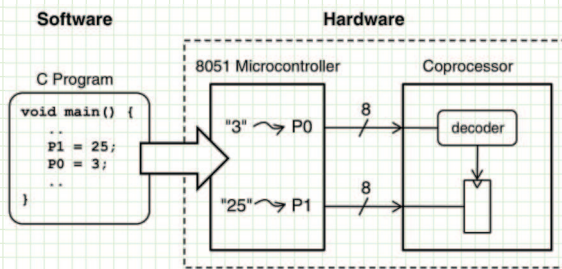 Software
Hardware
C Program
void main() {
..
P1 = 25;
P0 = 3;
..
}
8051 Microcontroller
Coprocessor
"3" P0
8
decoder
"25" P1
8